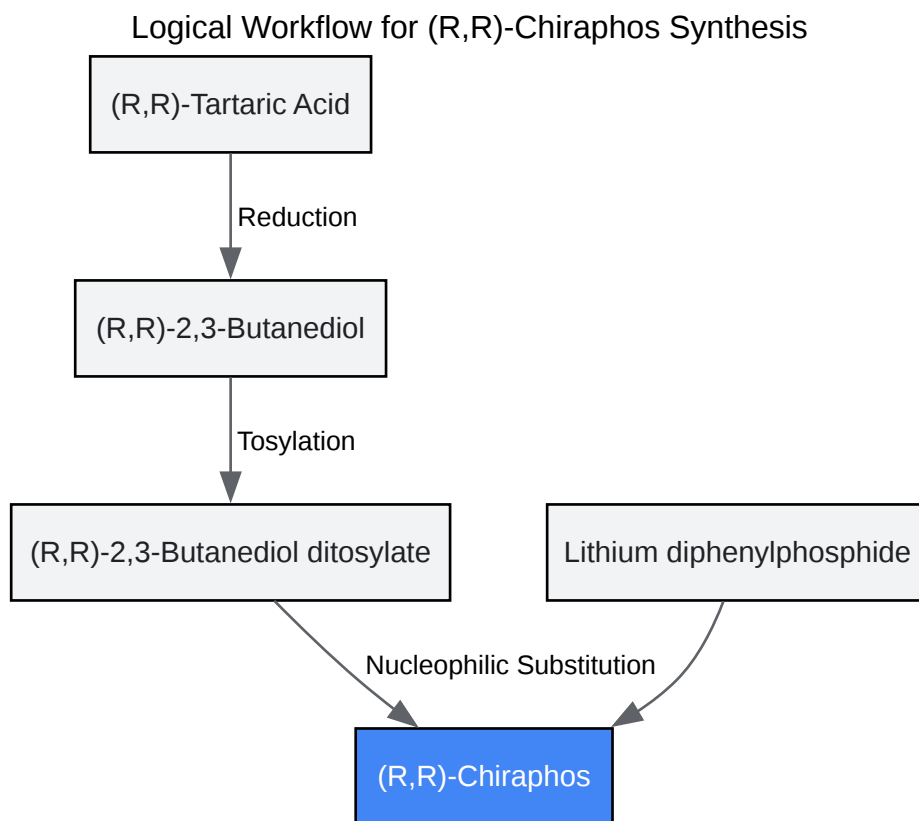 Logical Workflow for (R,R)-Chiraphos Synthesis
(R,R)-Tartaric Acid
Reduction
(R,R)-2,3-Butanediol
Tosylation
(R,R)-2,3-Butanediol ditosylate
Lithium diphenylphosphide
Nucleophilic Substitution
(R,R)-Chiraphos